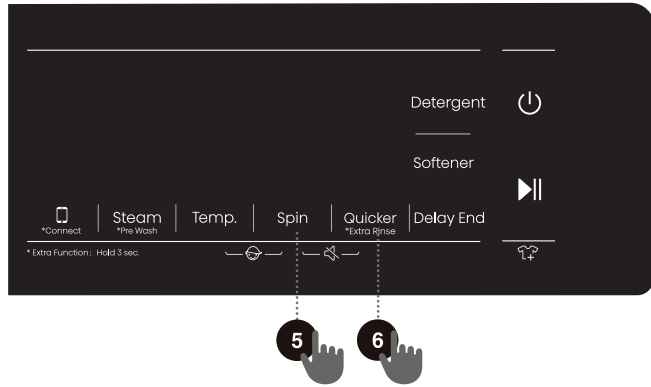 Detergent
Softener
Steam Temp. Spin Quicker Delay End
*Connect *Pre Wash *Extra Rinse
* Extra Function: Hold 3 sec.
5 6